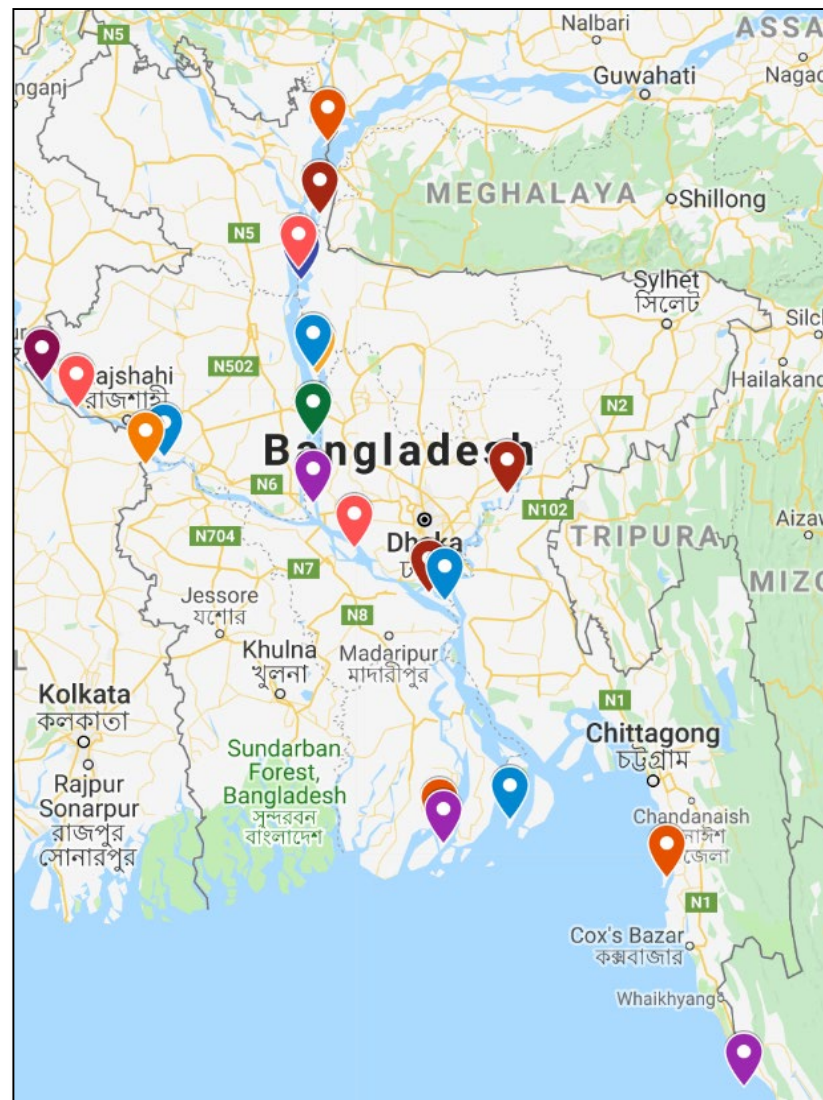 N5
Nalbari
ASSA
nganj
Guwahati
Nagao
MEGHALAYA
Shillong
N5
Sylhet
সিলেট
Silch
ajshahi
রাজশাহী
N502
Hailakand
N2
Bangladesh
N6
N102
N704
Dhaka
TRIPURA
Aizaw
N7
MIZO
Jessore
যশোর
N8
Khulna
খুলনা
Madaripur
মাদারীপুর
N1
Kolkata
কলকাতা
Chittagong
চট্টগ্রাম
Sundarban
Forest,
Bangladesh
সুন্দরবন
বাংলাদেশ
Rajpur
Sonarpur
রাজপুর
সোনারপুর
Chandanaish
জেলা
N1
Cox's Bazar
কক্সবাজার
Whaikhyang